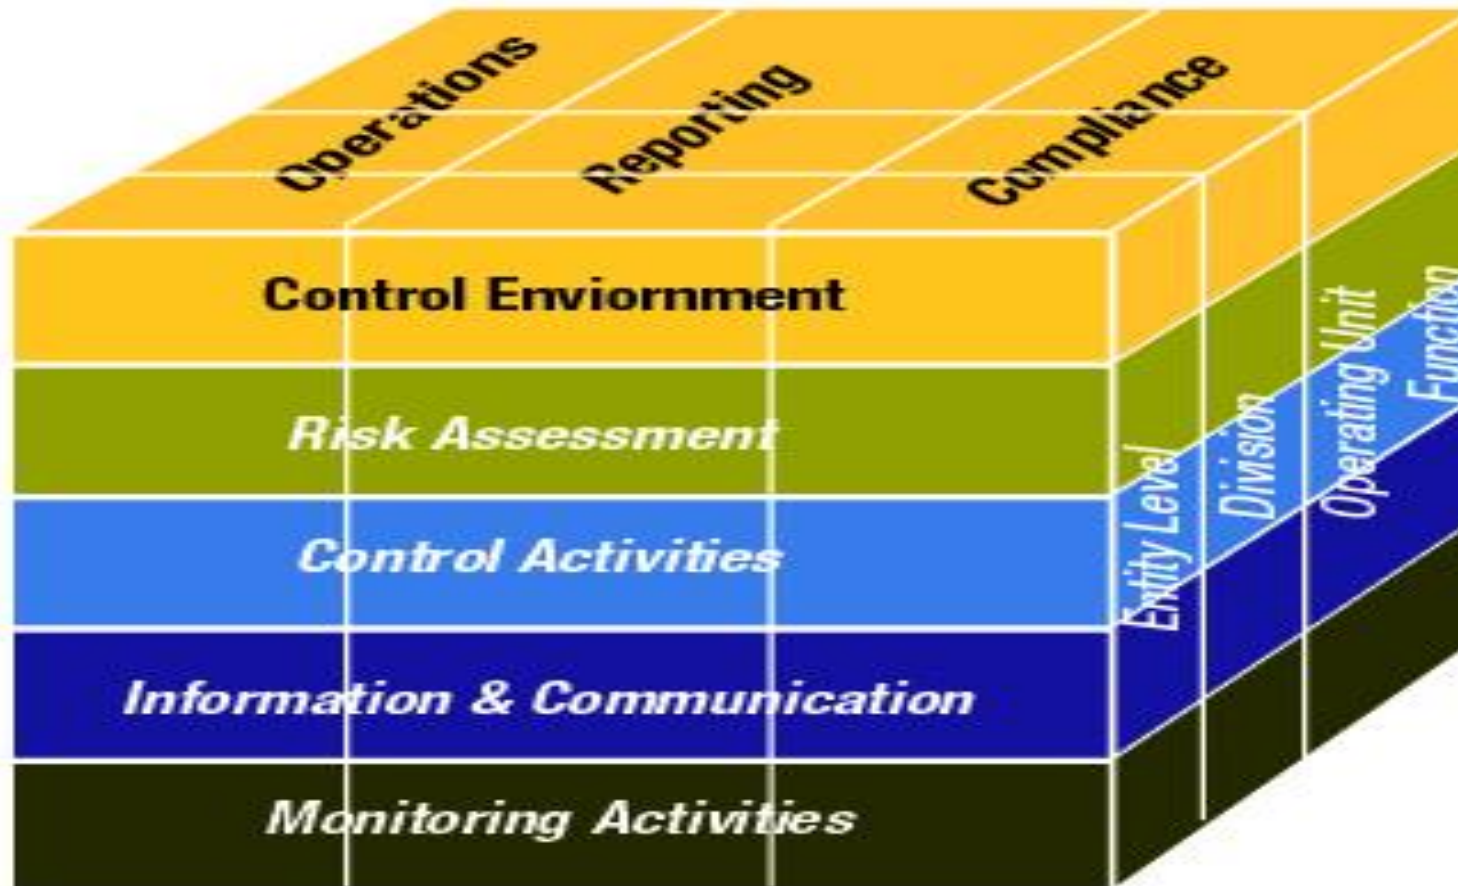 Operations
Reporting
Compliance
Control Enviornment
Risk Assessment
Control Activities
Information & Communication
Monitoring Activities
Entity Level
Division
Operating Unit
Function